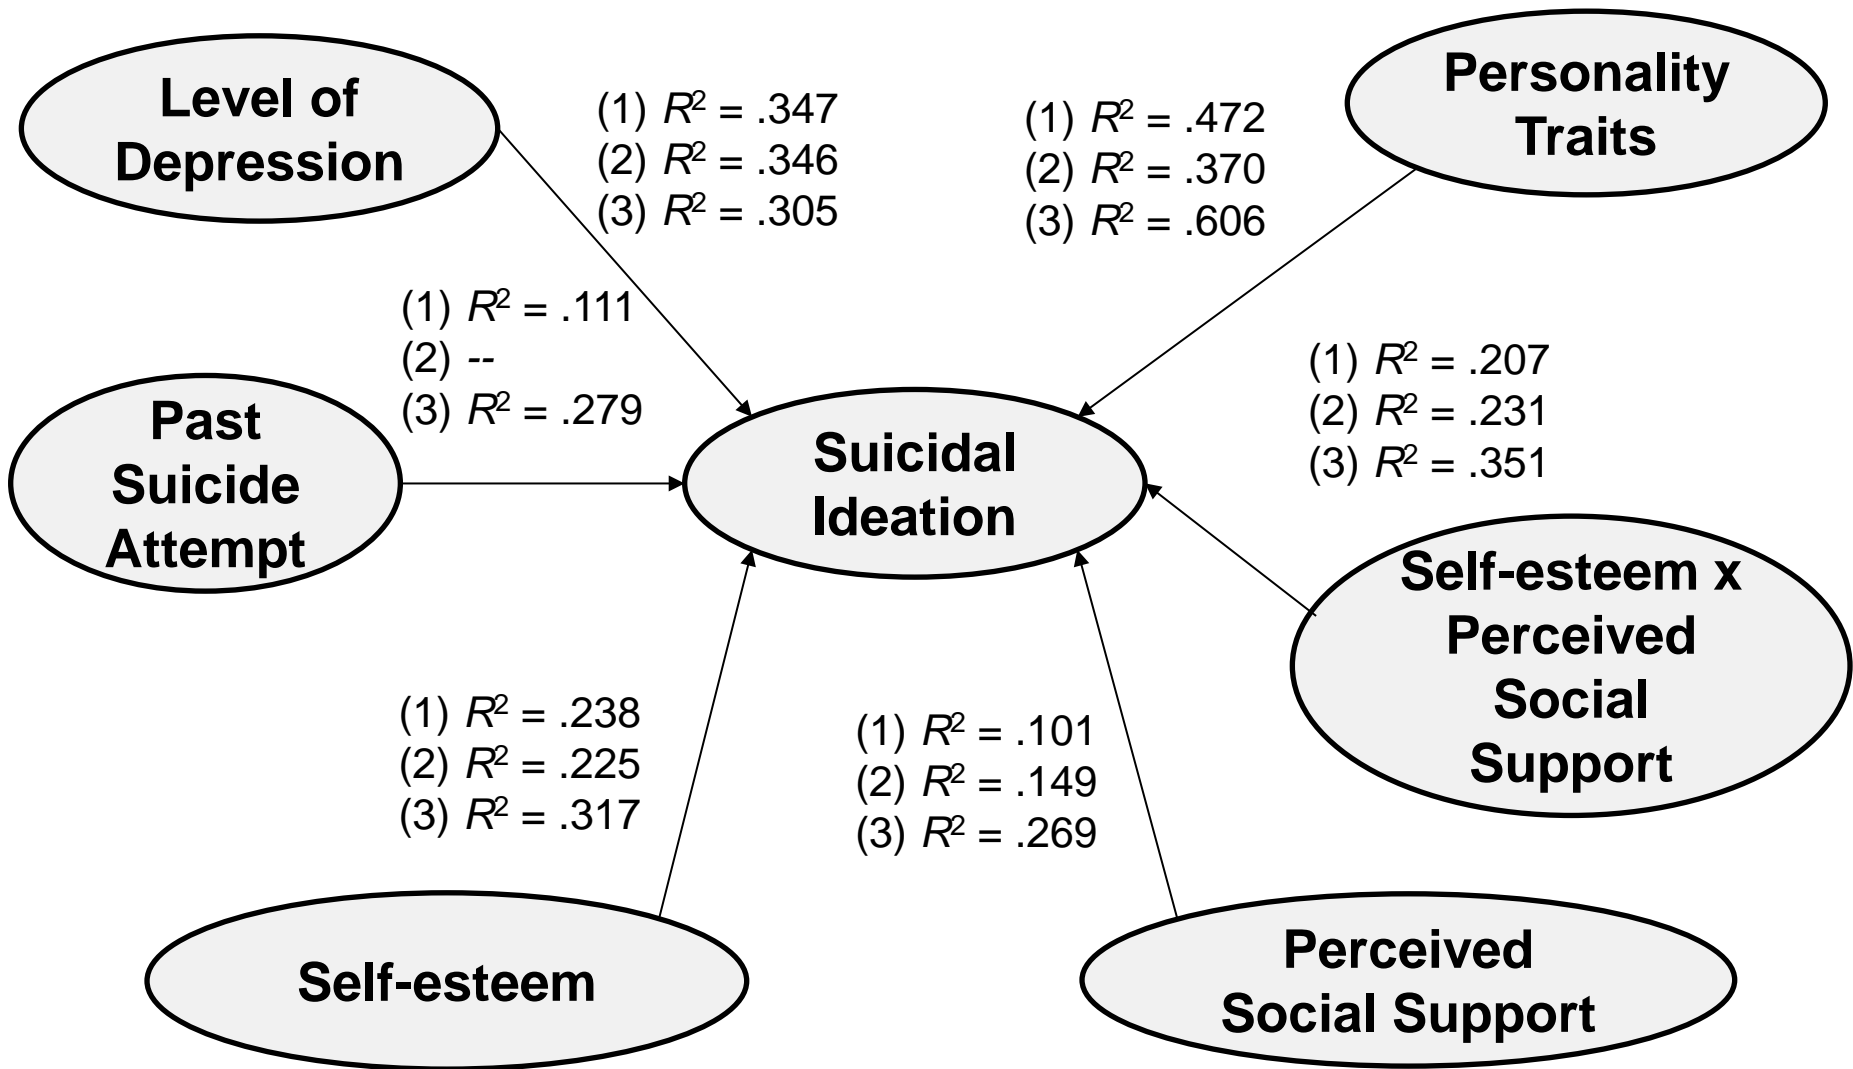 Level of
Depression
(1) R² = .347
(2) R² = .346
(3) R² = .305
(1) R² = .472
(2) R² = .370
(3) R² = .606
Personality
Traits
(1) R² = .111
(2) --
(3) R² = .279
Past
Suicide
Attempt
Suicidal
Ideation
(1) R² = .207
(2) R² = .231
(3) R² = .351
Self-esteem x
Perceived
Social
Support
(1) R² = .238
(2) R² = .225
(3) R² = .317
(1) R² = .101
(2) R² = .149
(3) R² = .269
Self-esteem
Perceived
Social Support